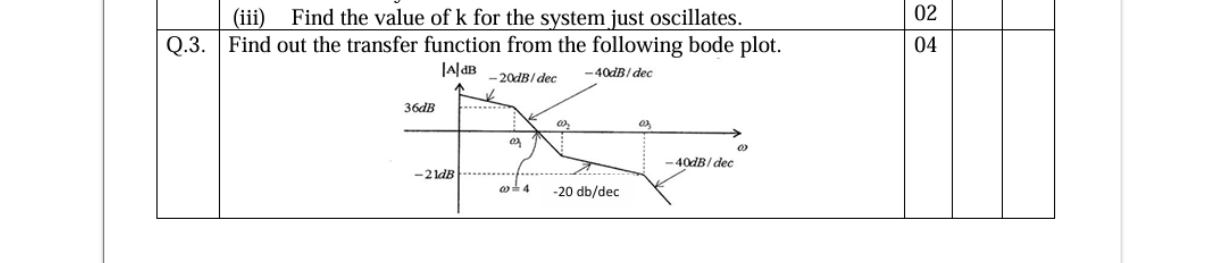 (iii) Find the value of k for the system just oscillates. 02
Q.3. Find out the transfer function from the following bode plot. 04
|A|dB
-20dB/dec
-40dB/dec
36dB
ω₂
ω₃
ω₁
ω
-40dB/dec
-21dB
ω=4
-20 db/dec